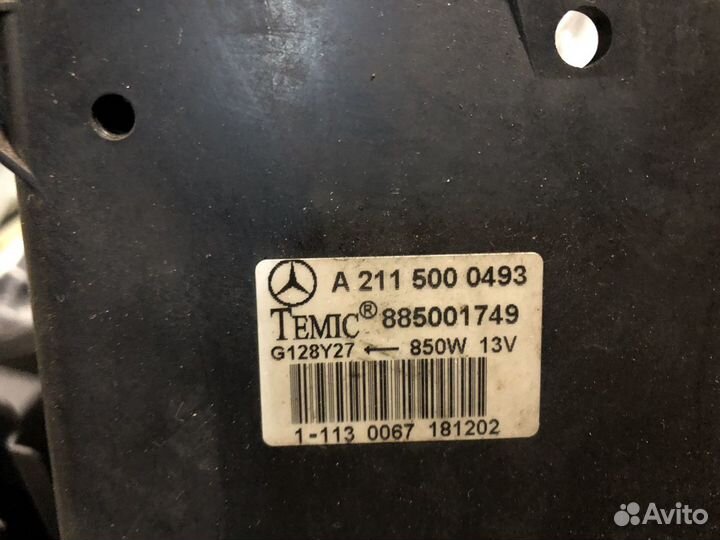 A 211 500 0493
TEMIC® 885001749
G128Y27 ← 850W 13V
1-113 0067 181202
Avito